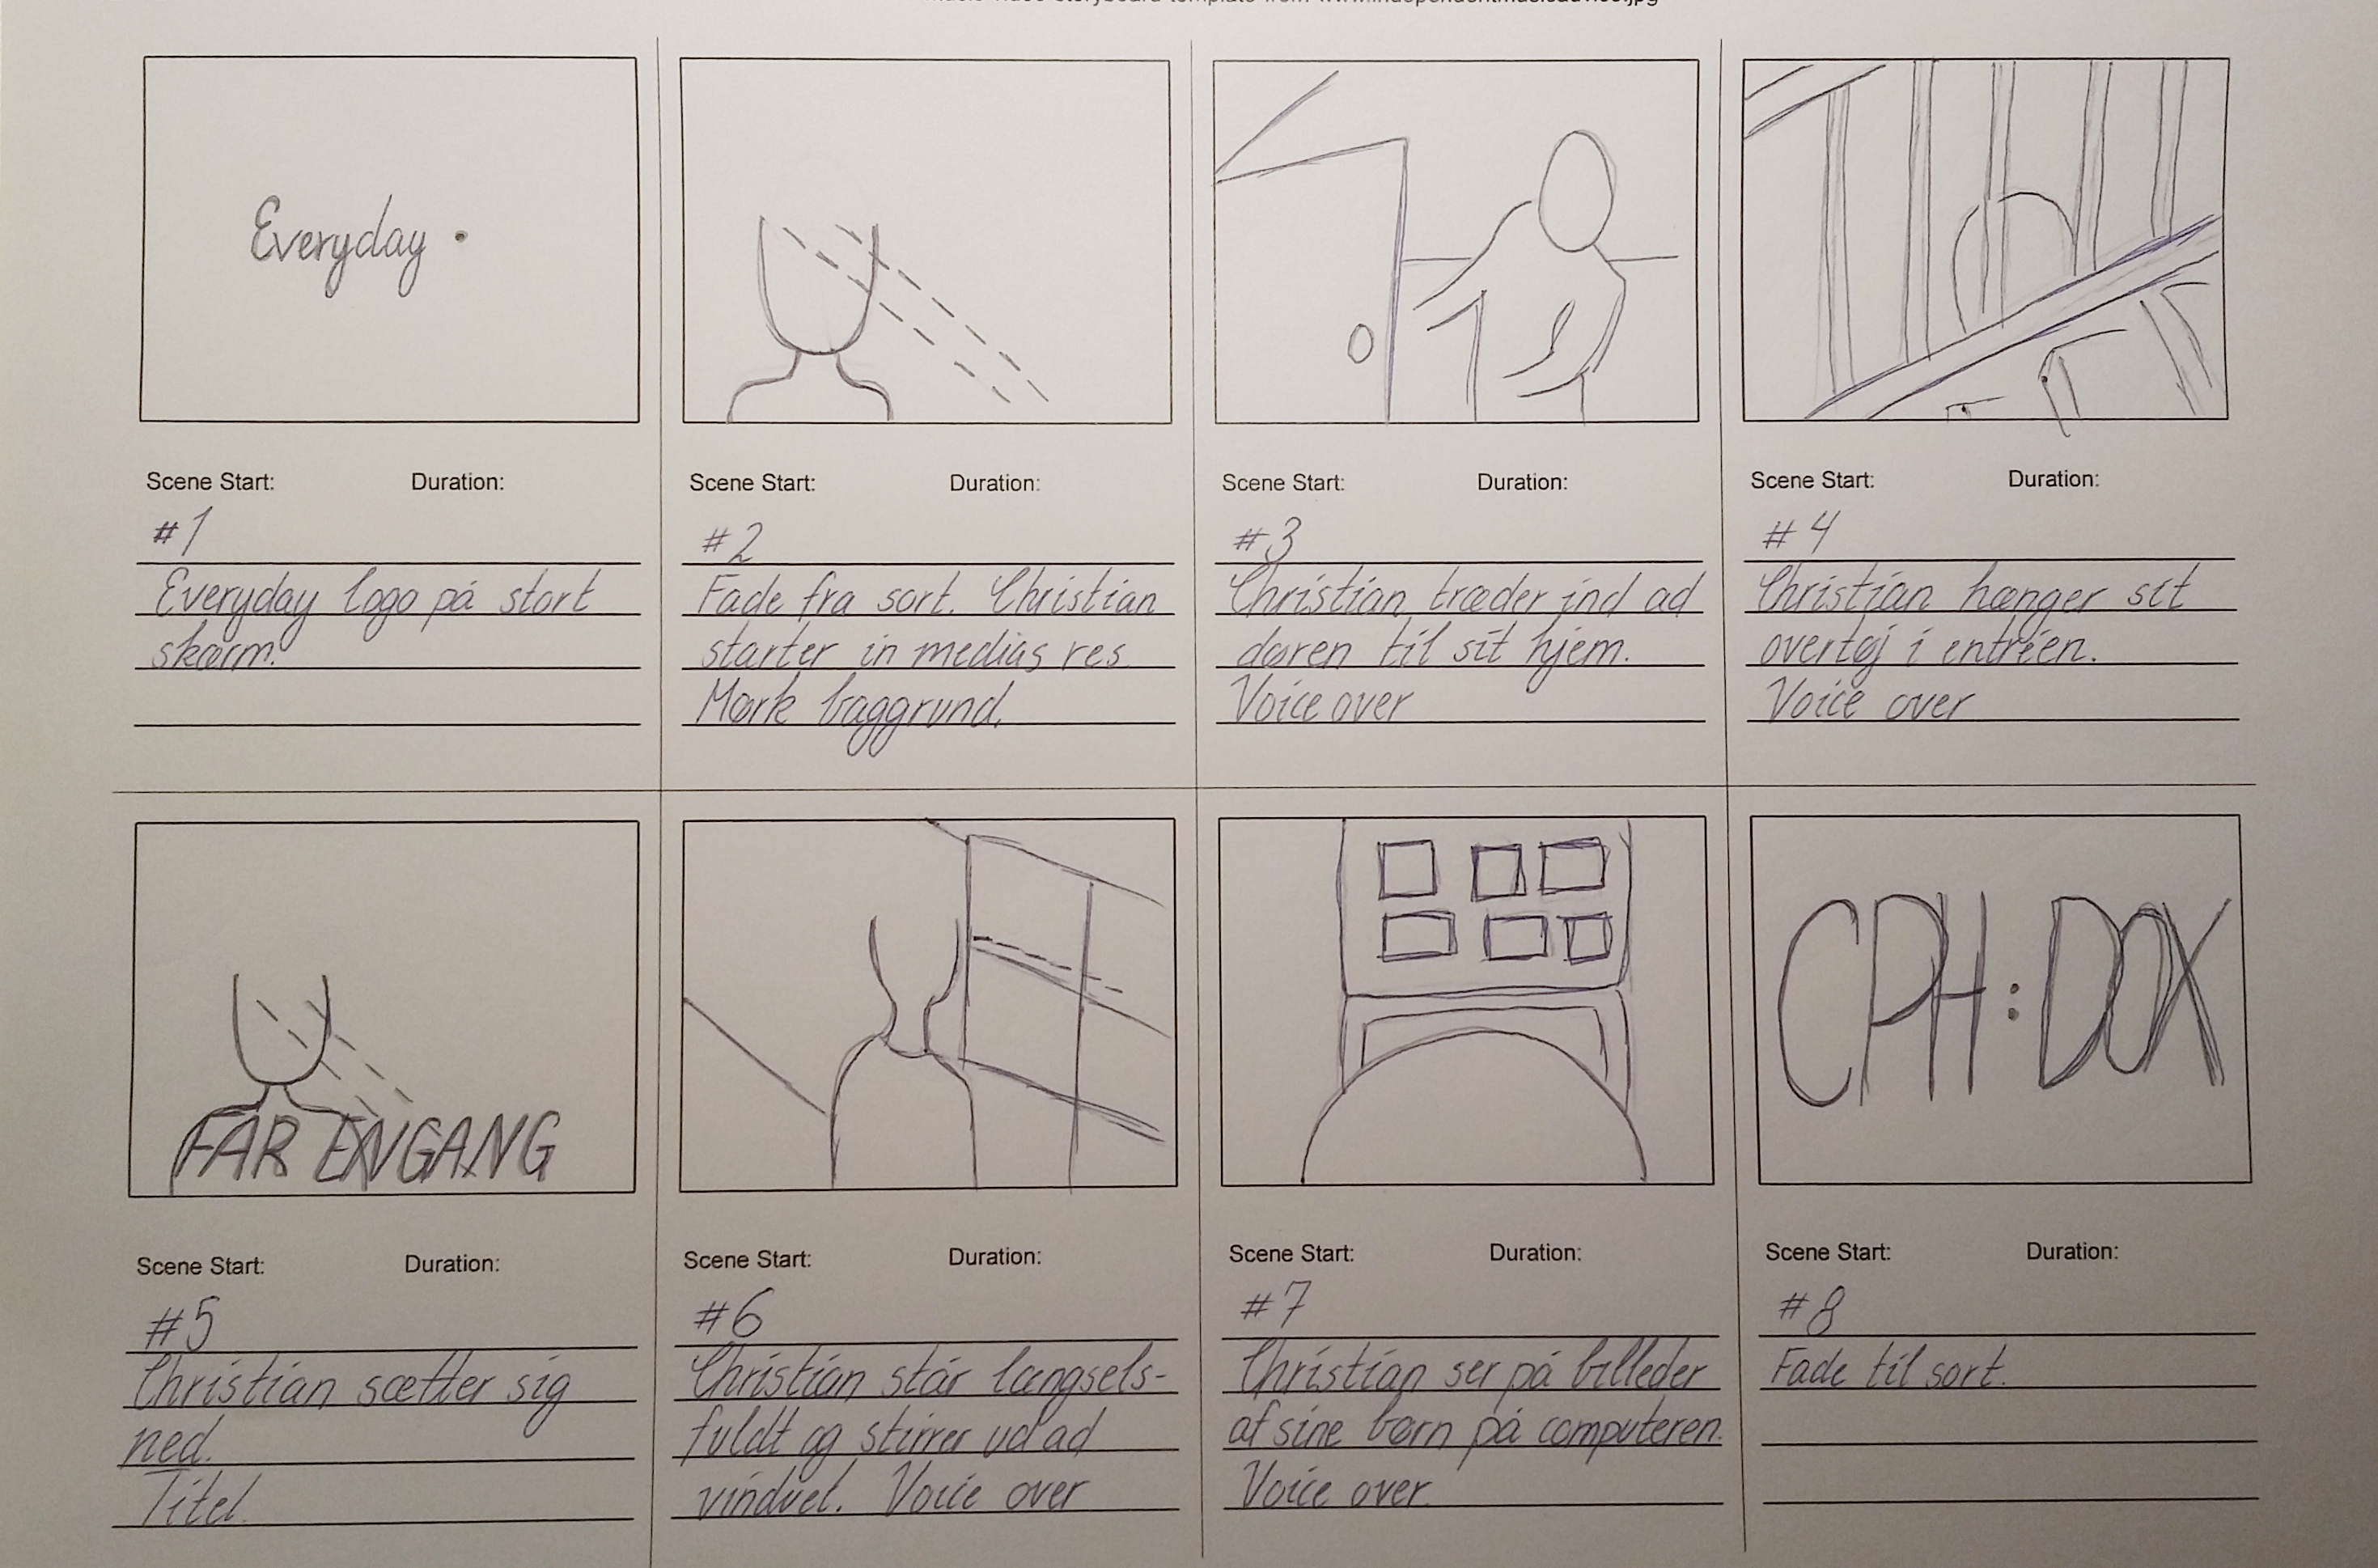 Everyday •
Scene Start: Duration:
#1
Everyday logo på stort
skærm.
Scene Start: Duration:
#2
Fade fra sort. Christian
starter in medias res
Mørk baggrund.
Scene Start: Duration:
#3
Christian træder ind ad
døren til sit hjem.
Voice over
Scene Start: Duration:
#4
Christian hænger sit
overtøj i entréen.
Voice over
FAR ENGANG
Scene Start: Duration:
#5
Christian sætter sig
ned.
Titel
Scene Start: Duration:
#6
Christian står længsels-
fuldt og stirrer ud ad
vinduet. Voice over
Scene Start: Duration:
#7
Christian ser på billeder
af sine børn på computeren.
Voice over
CPH:DOX
Scene Start: Duration:
#8
Fade til sort.